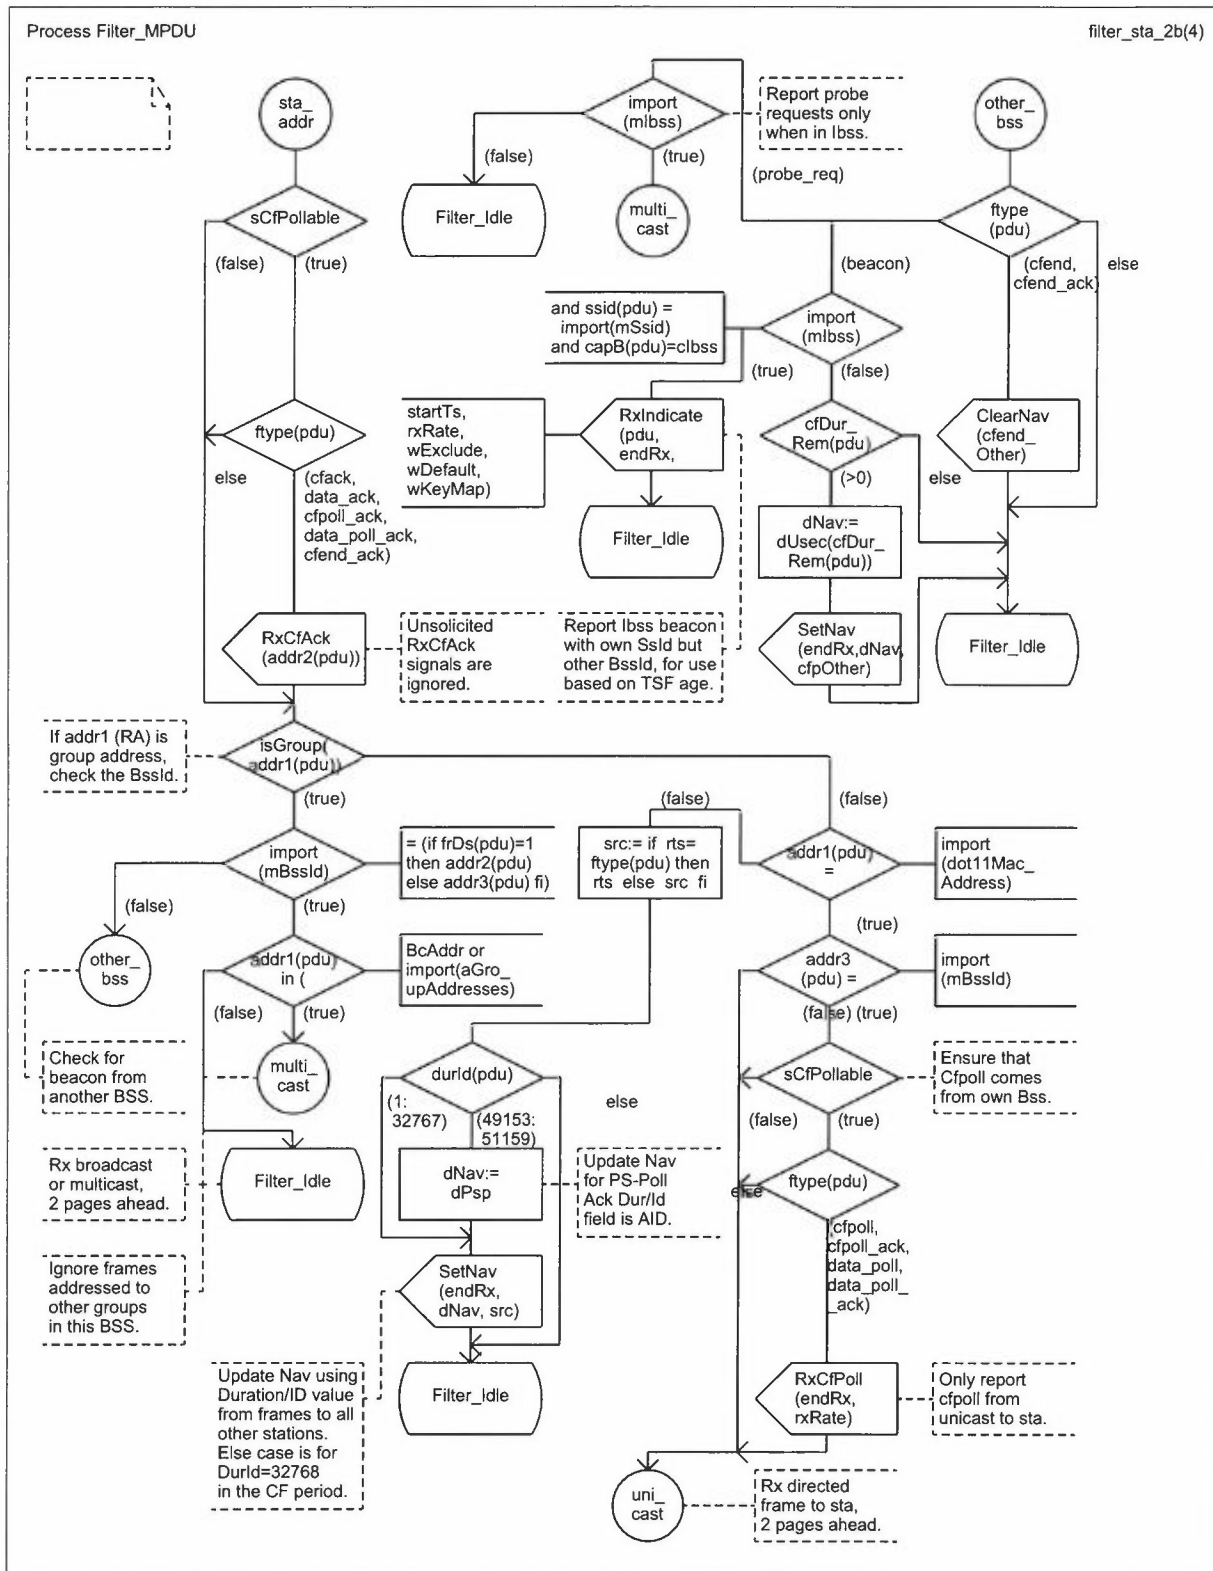 Process Filter_MPDU
filter_sta_2b(4)
sta_
addr
import
(mIbss)
Report probe
requests only
when in Ibss.
other_
bss
(false)
(true)
(probe_req)
sCfPollable
Filter_Idle
multi_
cast
ftype
(pdu)
(false)
(true)
(beacon)
(cfend,
cfend_ack)
else
and ssid(pdu) =
import(mSsid)
and capB(pdu)=cIbss
import
(mIbss)
(true)
(false)
ftype(pdu)
startTs,
rxRate,
wExclude,
wDefault,
wKeyMap)
RxIndicate
(pdu,
endRx,
cfDur_
Rem(pdu)
ClearNav
(cfend_
Other)
else
(cfack,
data_ack,
cfpoll_ack,
data_poll_ack,
cfend_ack)
(>0)
else
Filter_Idle
dNav:=
dUsec(cfDur_
Rem(pdu))
RxCfAck
(addr2(pdu))
Unsolicited
RxCfAck
signals are
ignored.
Report Ibss beacon
with own SsId but
other BssId, for use
based on TSF age.
SetNav
(endRx,dNav,
cfpOther)
Filter_Idle
If addr1 (RA) is
group address,
check the BssId.
isGroup(
addr1(pdu))
(true)
(false)
(false)
import
(mBssId)
= (if frDs(pdu)=1
then addr2(pdu)
else addr3(pdu) fi)
src:= if rts=
ftype(pdu) then
rts else src fi
addr1(pdu)
=
import
(dot11Mac_
Address)
(false)
(true)
(true)
other_
bss
addr1(pdu)
in (
BcAddr or
import(aGro_
upAddresses)
addr3
(pdu) =
import
(mBssId)
(false)
(true)
(false) (true)
Check for
beacon from
another BSS.
multi_
cast
durId(pdu)
sCfPollable
Ensure that
Cfpoll comes
from own Bss.
(1:
32767)
(49153:
51159)
else
(false)
(true)
Rx broadcast
or multicast,
2 pages ahead.
Filter_Idle
dNav:=
dPsp
Update Nav
for PS-Poll
Ack Dur/Id
field is AID.
else
ftype(pdu)
(cfpoll,
cfpoll_ack,
data_poll,
data_poll_
_ack)
Ignore frames
addressed to
other groups
in this BSS.
SetNav
(endRx,
dNav, src)
Update Nav using
Duration/ID value
from frames to all
other stations.
Else case is for
DurId=32768
in the CF period.
Filter_Idle
RxCfPoll
(endRx,
rxRate)
Only report
cfpoll from
unicast to sta.
uni_
cast
Rx directed
frame to sta,
2 pages ahead.